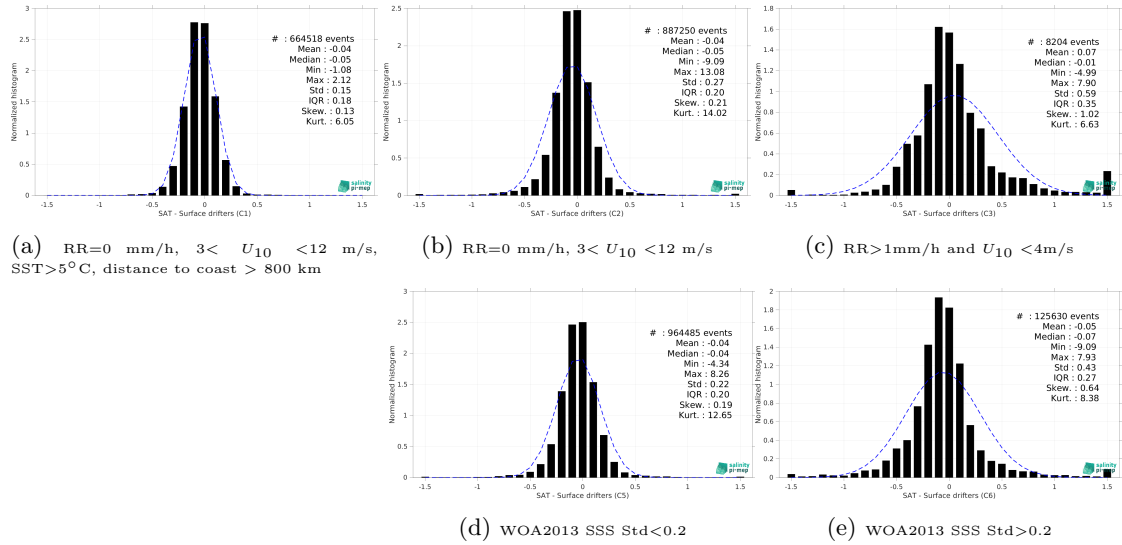 Normalized histogram
3
2.5
2
1.5
1
0.5
0
-1.5 -1 -0.5 0 0.5 1 1.5
SAT - Surface drifters (C1)
# : 664518 events
Mean : -0.04
Median : -0.05
Min : -1.08
Max : 2.12
Std : 0.15
IQR : 0.18
Skew. : 0.13
Kurt. : 6.05
salinity
pi-mep
(a) RR=0 mm/h, 3< U10 <12 m/s,
SST>5°C, distance to coast > 800 km
Normalized histogram
2.5
2
1.5
1
0.5
0
-1.5 -1 -0.5 0 0.5 1 1.5
SAT - Surface drifters (C2)
# : 887250 events
Mean : -0.04
Median : -0.05
Min : -9.09
Max : 13.08
Std : 0.27
IQR : 0.20
Skew. : 0.21
Kurt. : 14.02
salinity
pi-mep
(b) RR=0 mm/h, 3< U10 <12 m/s
Normalized histogram
1.8
1.6
1.4
1.2
1
0.8
0.6
0.4
0.2
0
-1.5 -1 -0.5 0 0.5 1 1.5
SAT - Surface drifters (C3)
# : 8204 events
Mean : 0.07
Median : -0.01
Min : -4.99
Max : 7.90
Std : 0.59
IQR : 0.35
Skew. : 1.02
Kurt. : 6.63
salinity
pi-mep
(c) RR>1mm/h and U10 <4m/s
Normalized histogram
3
2.5
2
1.5
1
0.5
0
-1.5 -1 -0.5 0 0.5 1 1.5
SAT - Surface drifters (C5)
# : 964485 events
Mean : -0.04
Median : -0.04
Min : -4.34
Max : 8.26
Std : 0.22
IQR : 0.20
Skew. : 0.19
Kurt. : 12.65
salinity
pi-mep
(d) WOA2013 SSS Std<0.2
Normalized histogram
2
1.8
1.6
1.4
1.2
1
0.8
0.6
0.4
0.2
0
-1.5 -1 -0.5 0 0.5 1 1.5
SAT - Surface drifters (C6)
# : 125630 events
Mean : -0.05
Median : -0.07
Min : -9.09
Max : 7.93
Std : 0.43
IQR : 0.27
Skew. : 0.64
Kurt. : 8.38
salinity
pi-mep
(e) WOA2013 SSS Std>0.2